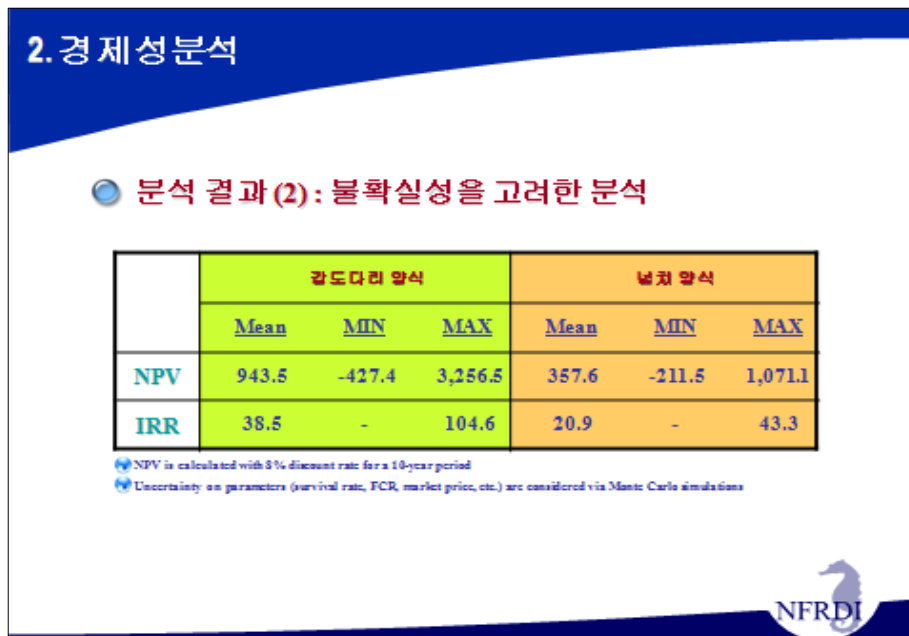 2. 경제성분석
분석 결과 (2) : 불확실성을 고려한 분석
강도다리 양식 넙치 양식
Mean MIN MAX Mean MIN MAX
NPV 943.5 -427.4 3,256.5 357.6 -211.5 1,071.1
IRR 38.5 - 104.6 20.9 - 43.3
NPV is calculated with 8% discount rate for a 10-year period
Uncertainty on parameters (survival rate, FCR, market price, etc.) are considered via Monte Carlo simulations
NFRDI